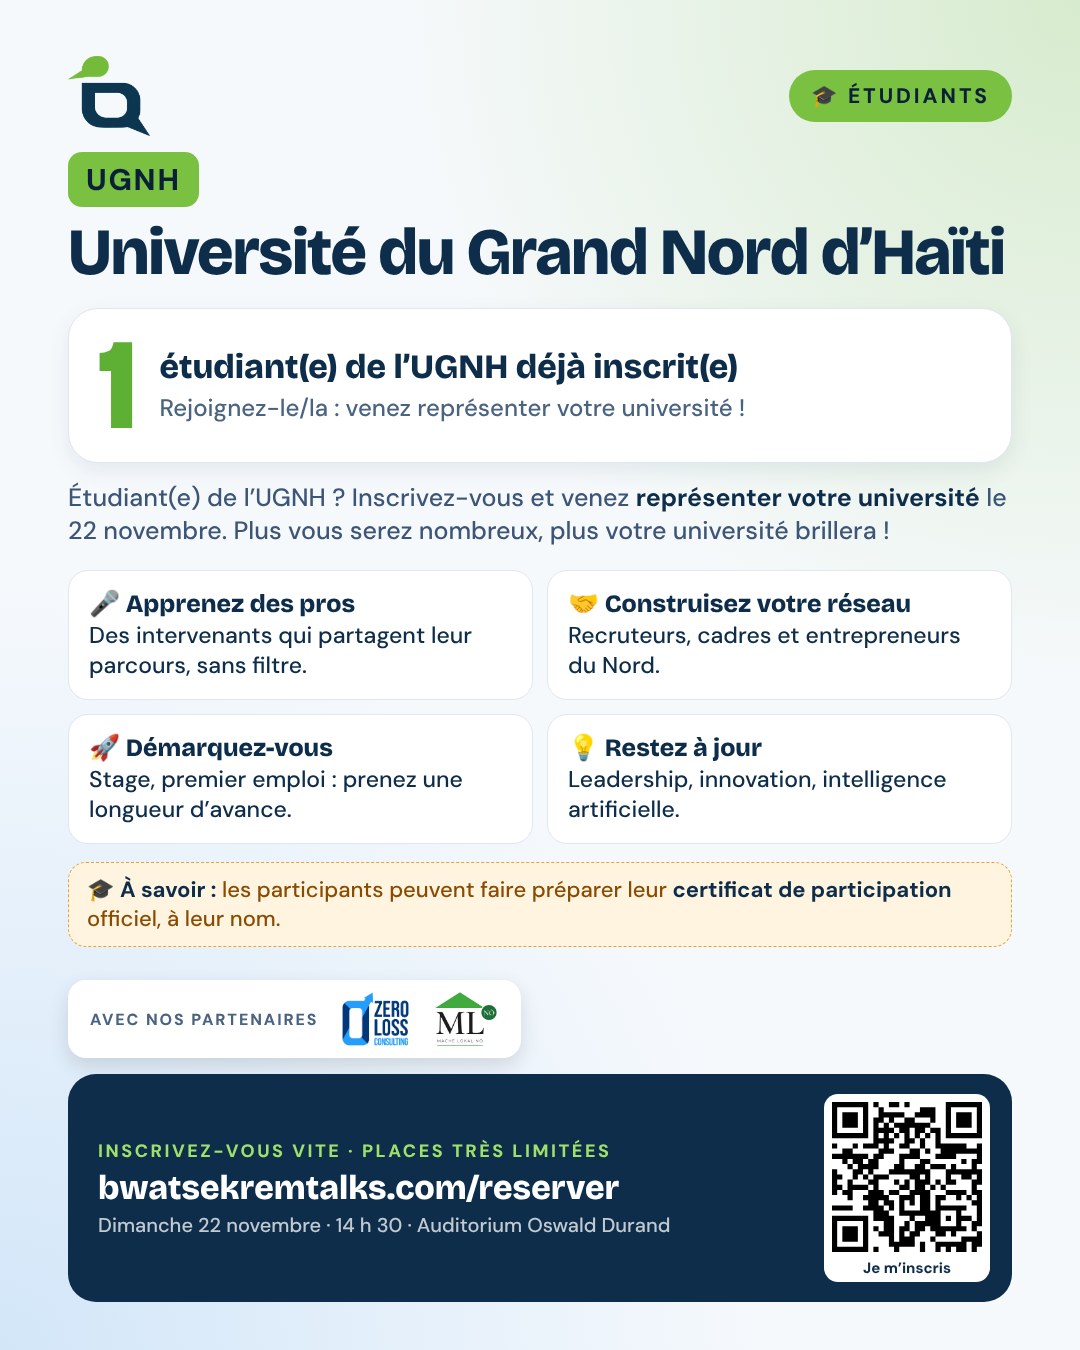 🎓 ÉTUDIANTS
UGNH
Université du Grand Nord d’Haïti
1
étudiant(e) de l’UGNH déjà inscrit(e)
Rejoignez-le/la : venez représenter votre université !
Étudiant(e) de l’UGNH ? Inscrivez-vous et venez représenter votre université le
22 novembre. Plus vous serez nombreux, plus votre université brillera !
🎤 Apprenez des pros
Des intervenants qui partagent leur
parcours, sans filtre.
🤝 Construisez votre réseau
Recruteurs, cadres et entrepreneurs
du Nord.
🚀 Démarquez-vous
Stage, premier emploi : prenez une
longueur d’avance.
💡 Restez à jour
Leadership, innovation, intelligence
artificielle.
🎓 À savoir : les participants peuvent faire préparer leur certificat de participation
officiel, à leur nom.
AVEC NOS PARTENAIRES
ZERO
LOSS
CONSULTING
ML
NÒ
MACHÉ LOKAL NÒ
INSCRIVEZ-VOUS VITE · PLACES TRÈS LIMITÉES
bwatsekremtalks.com/reserver
Dimanche 22 novembre · 14 h 30 · Auditorium Oswald Durand
Je m’inscris